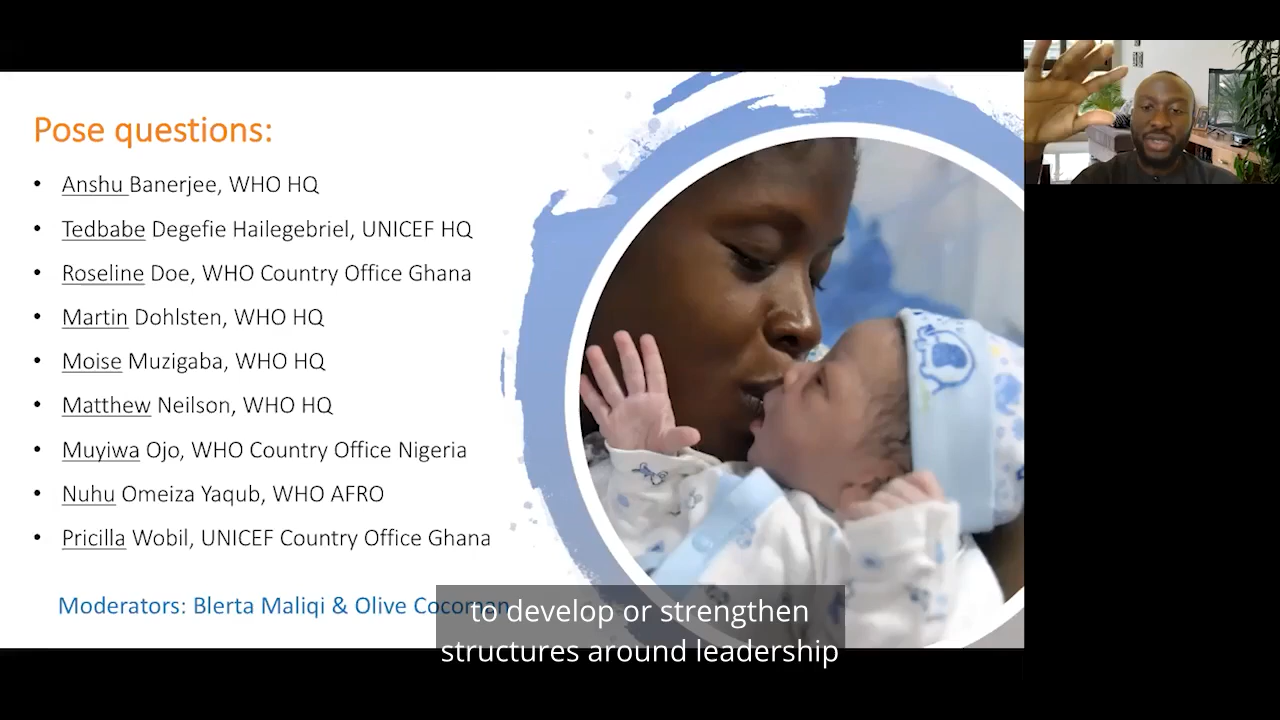 Pose questions:
• Anshu Banerjee, WHO HQ
• Tedbabe Degefie Hailegebriel, UNICEF HQ
• Roseline Doe, WHO Country Office Ghana
• Martin Dohlsten, WHO HQ
• Moise Muzigaba, WHO HQ
• Matthew Neilson, WHO HQ
• Muyiwa Ojo, WHO Country Office Nigeria
• Nuhu Omeiza Yaqub, WHO AFRO
• Pricilla Wobil, UNICEF Country Office Ghana
Moderators: Blerta Maliqi & Olive Cocoman
to develop or strengthen
structures around leadership